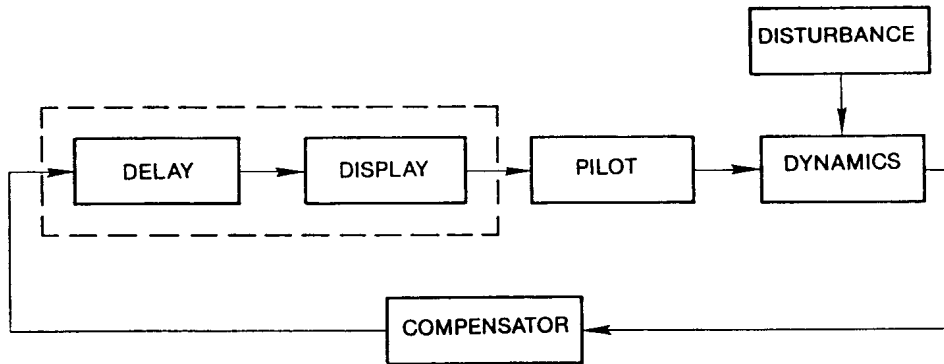 DISTURBANCE
DELAY
DISPLAY
PILOT
DYNAMICS
COMPENSATOR